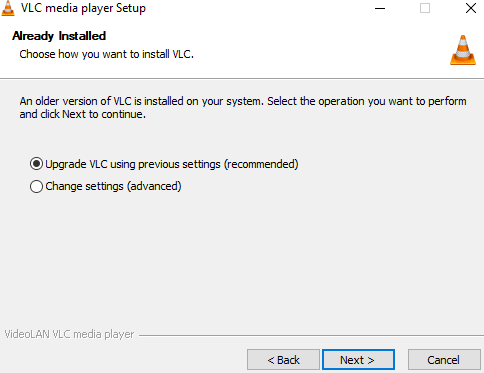 VLC media player Setup
Already Installed
Choose how you want to install VLC.
An older version of VLC is installed on your system. Select the operation you want to perform
and click Next to continue.
Upgrade VLC using previous settings (recommended)
Change settings (advanced)
VideoLAN VLC media player
< Back
Next >
Cancel